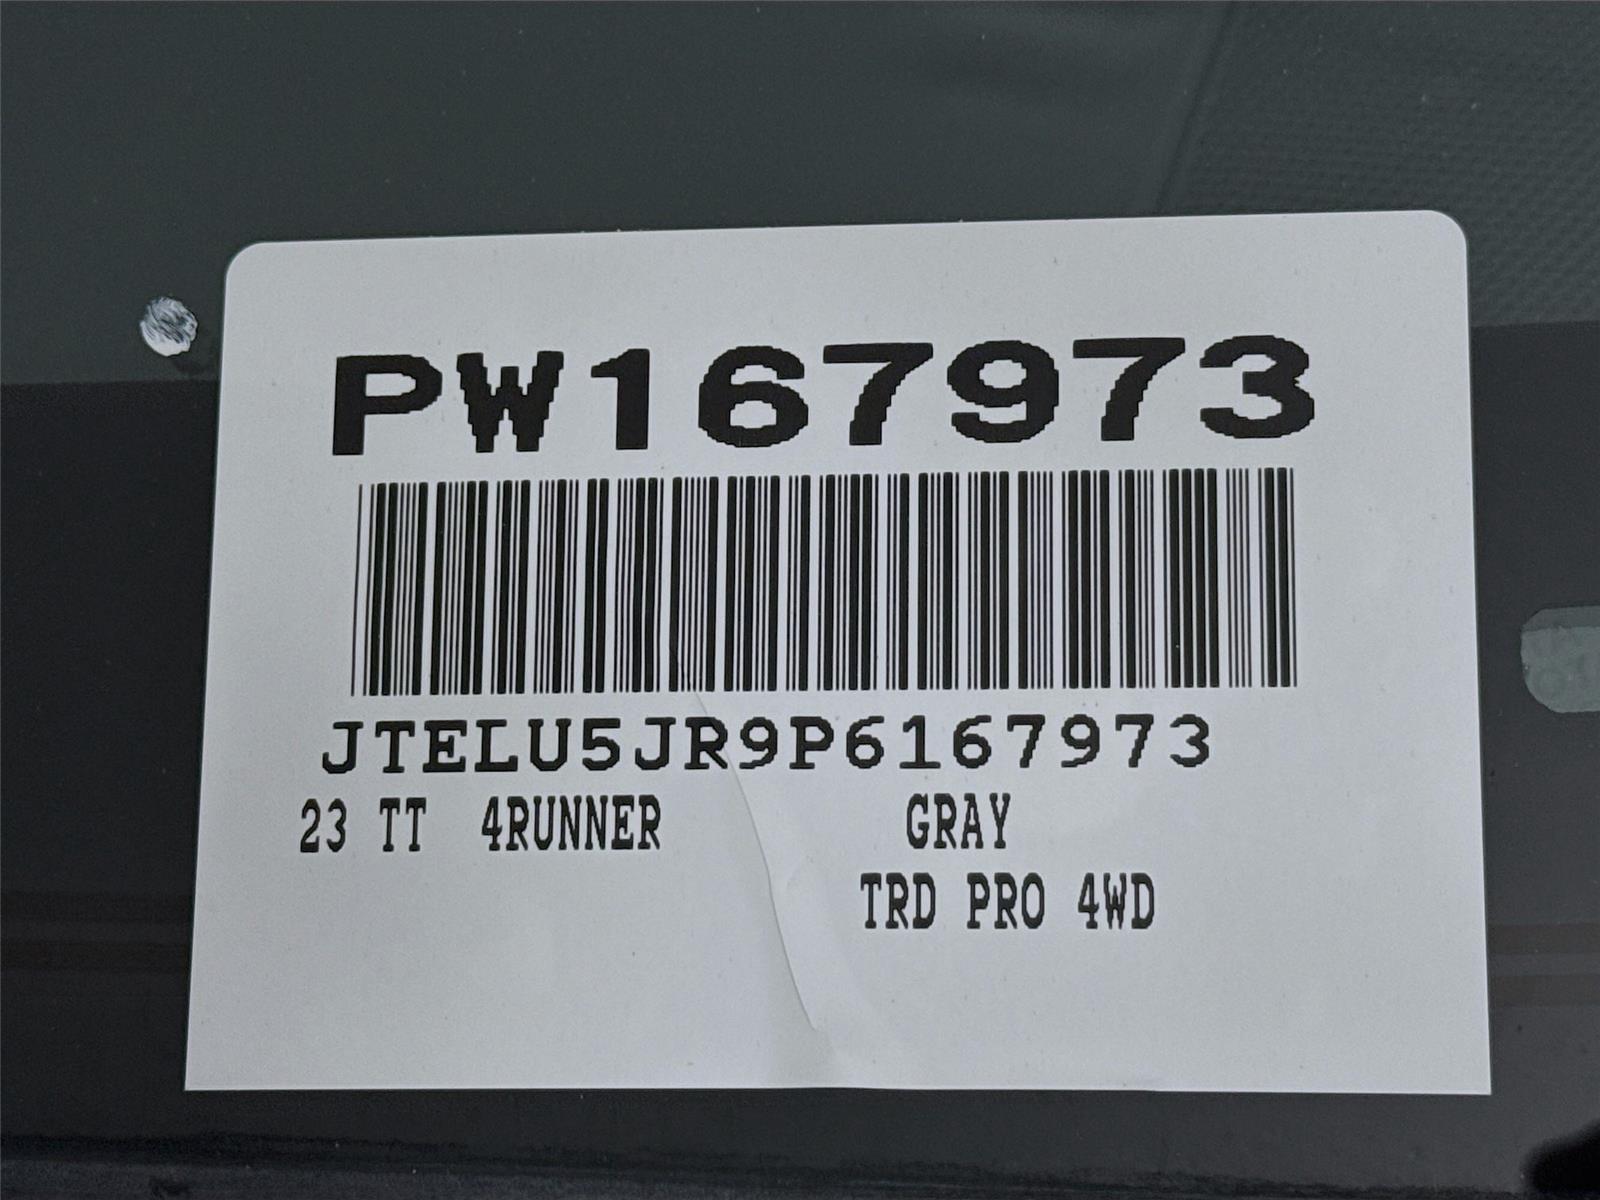 PW167973
JTELU5JR9P6167973
23 TT 4RUNNER GRAY
TRD PRO 4WD